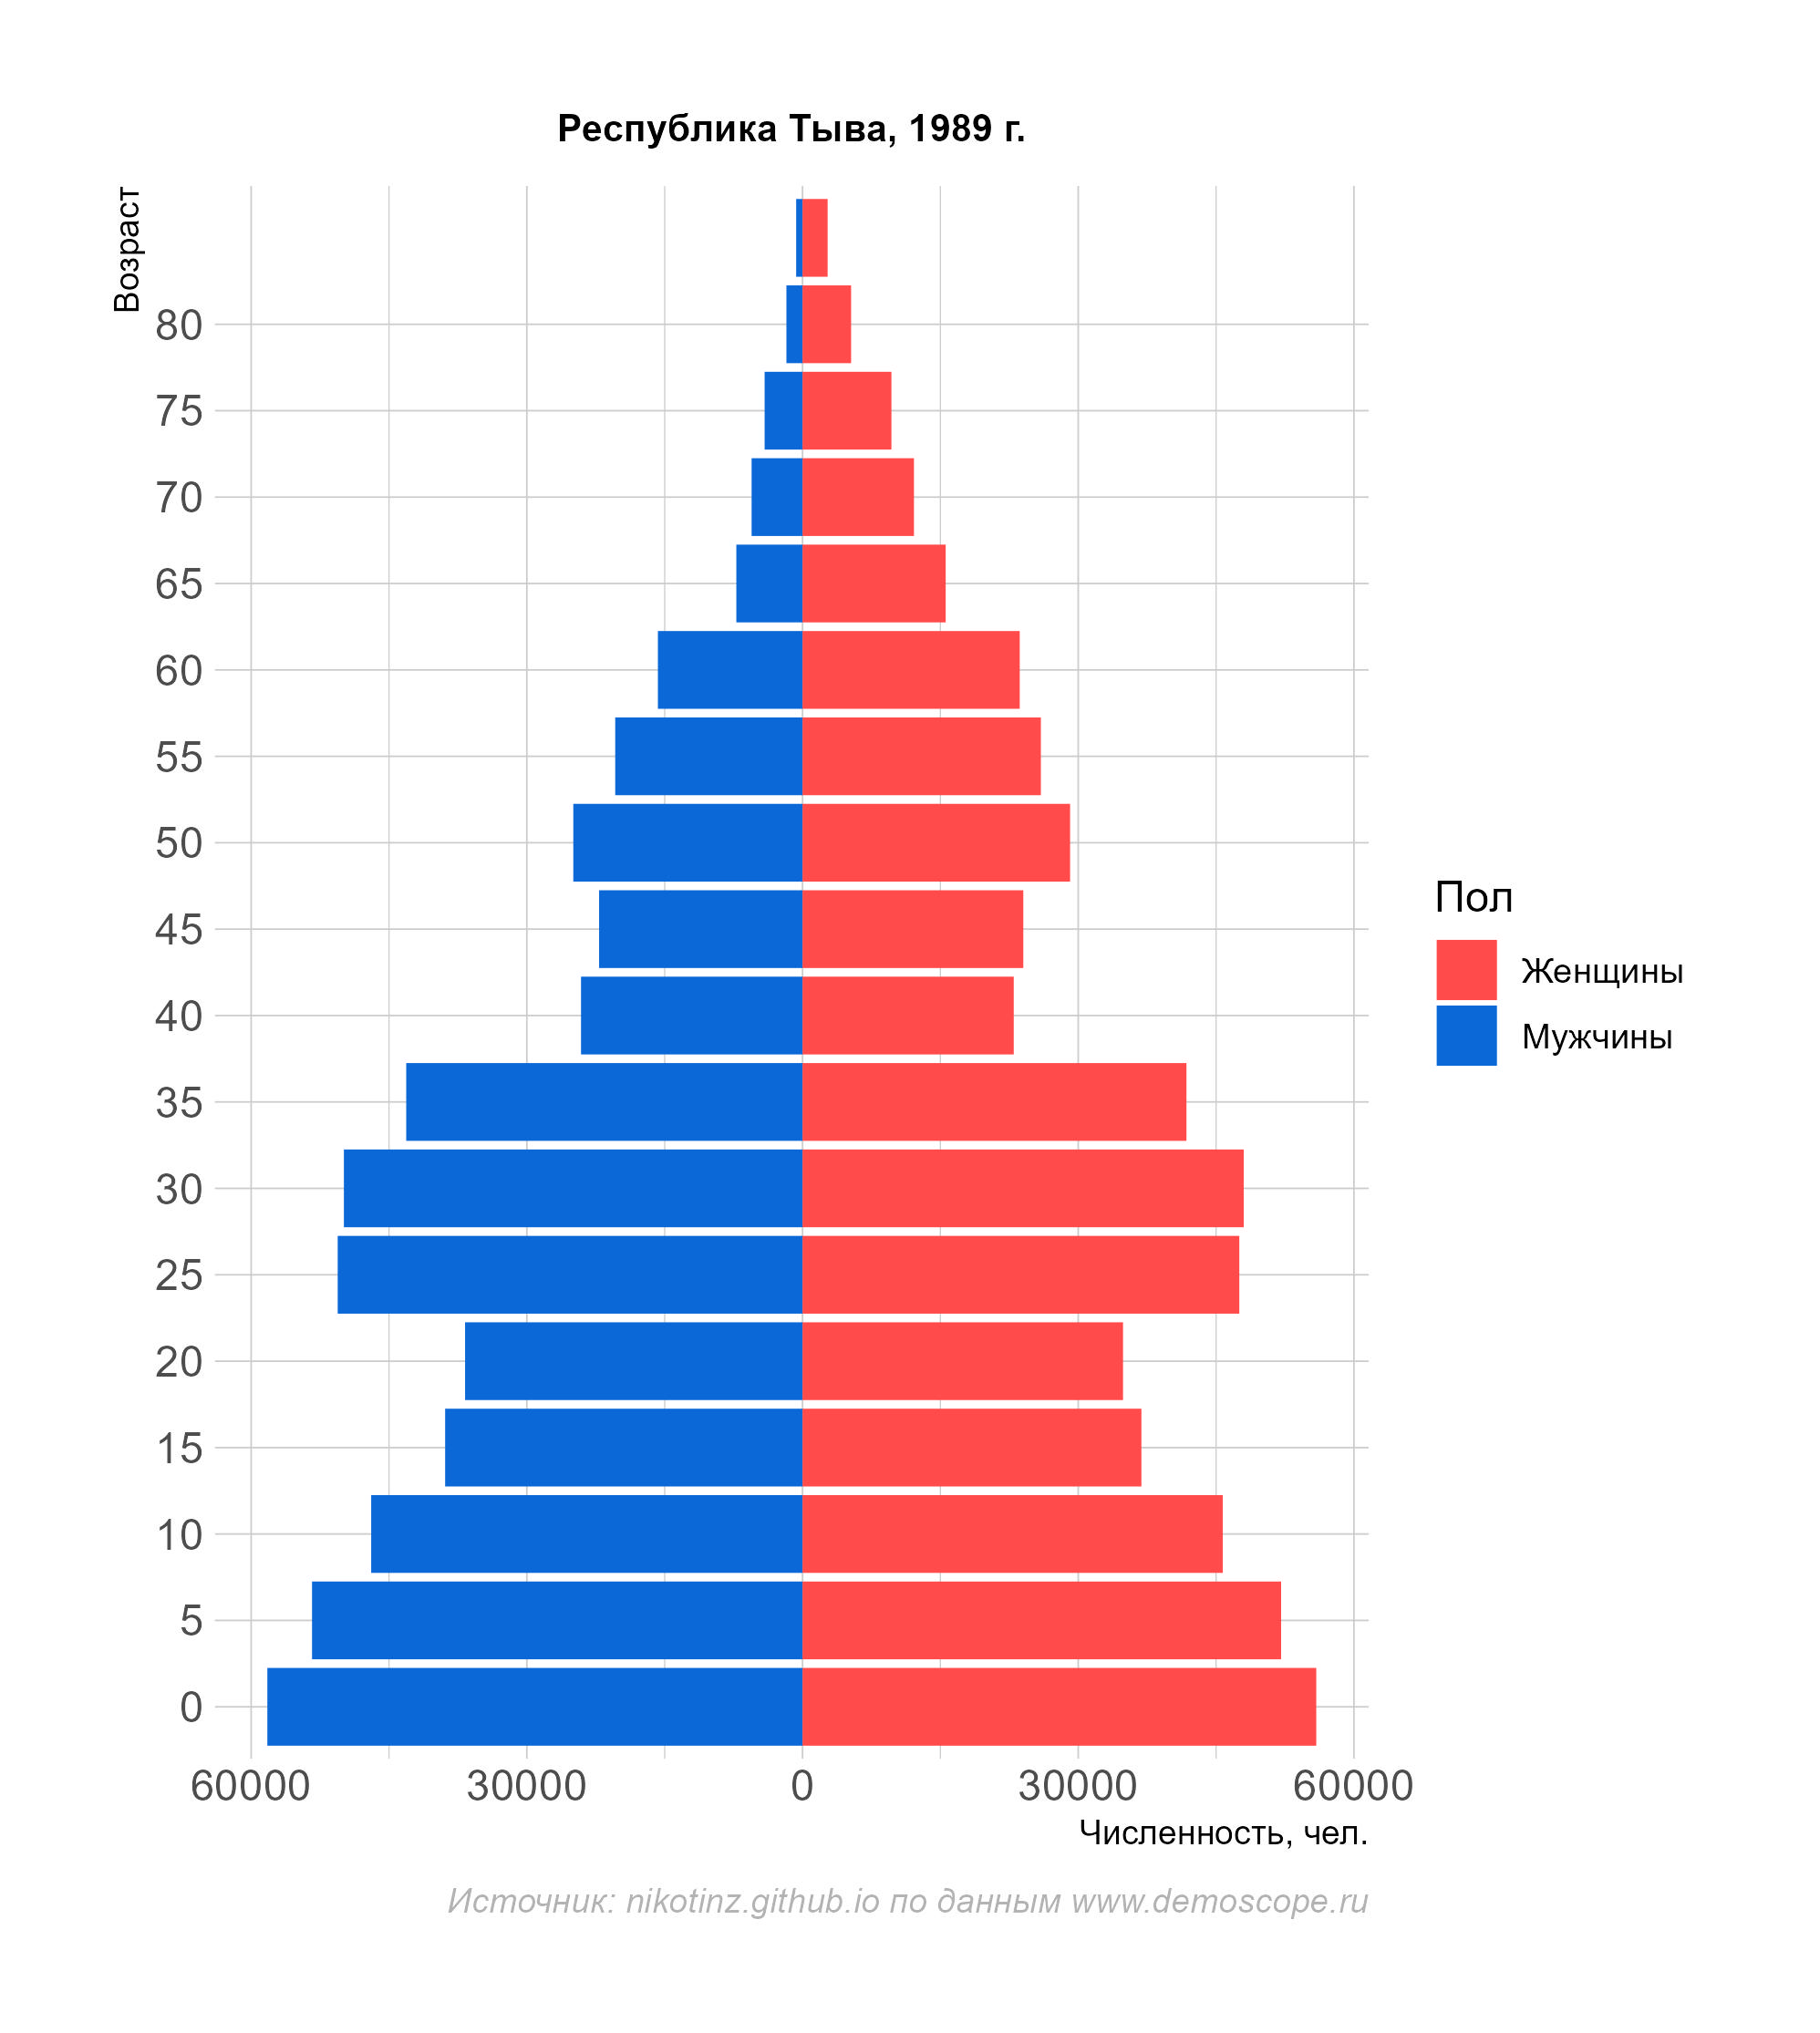 Республика Тыва, 1989 г.
Возраст
80
75
70
65
60
55
50
45
40
35
30
25
20
15
10
5
0
60000 30000 0 30000 60000
Численность, чел.
Пол
Женщины
Мужчины
Источник: nikotinz.github.io по данным www.demoscope.ru